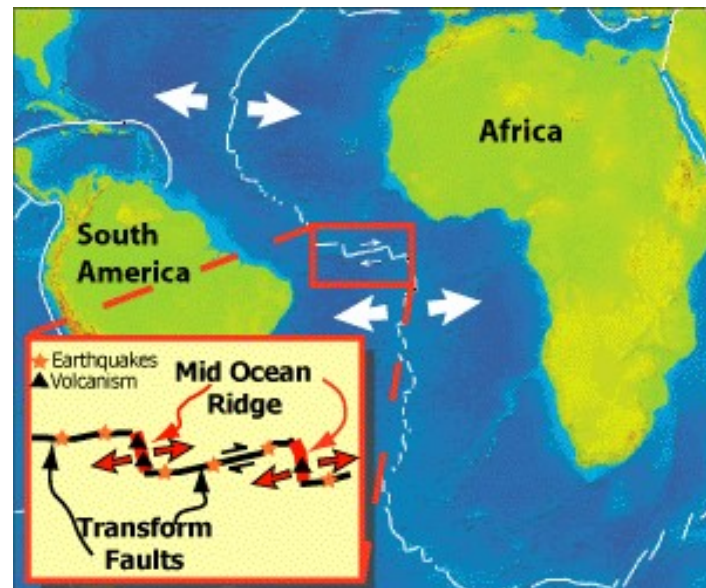 Africa
South
America
Earthquakes
Volcanism
Mid Ocean
Ridge
Transform
Faults